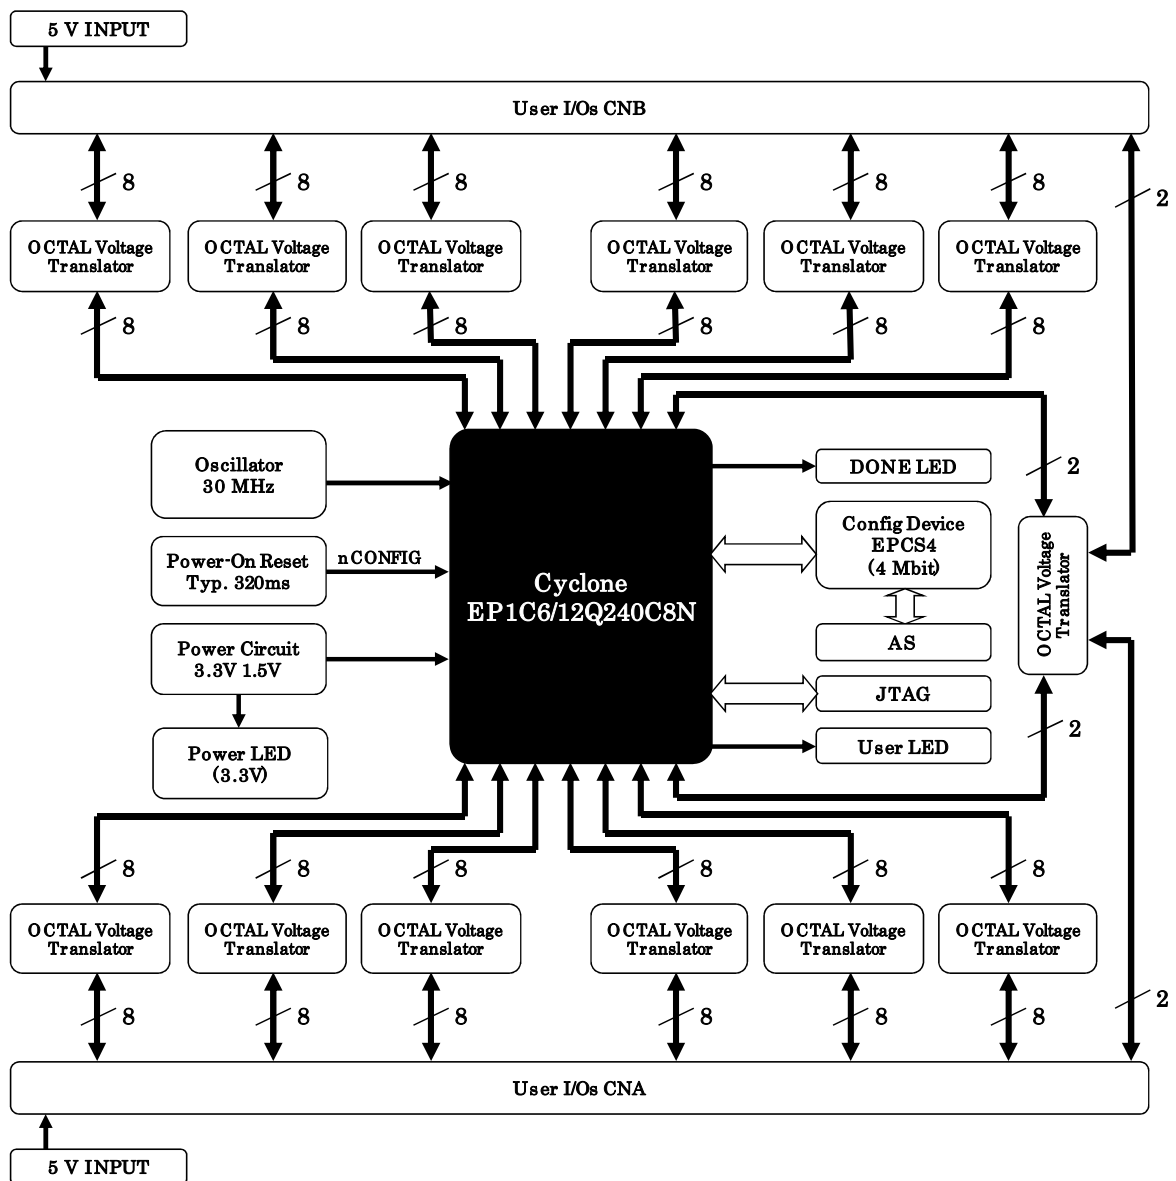 5 V INPUT
User I/Os CNB
8 8 8 8 8 8 2
OCTAL Voltage
Translator
OCTAL Voltage
Translator
OCTAL Voltage
Translator
OCTAL Voltage
Translator
OCTAL Voltage
Translator
OCTAL Voltage
Translator
8 8 8 8 8 8
Oscillator
30 MHz
Power-On Reset
Typ. 320ms
nCONFIG
Power Circuit
3.3V 1.5V
Power LED
(3.3V)
Cyclone
EP1C6/12Q240C8N
DONE LED
Config Device
EPCS4
(4 Mbit)
AS
JTAG
User LED
2
OCTAL Voltage
Translator
2
8 8 8 8 8 8
OCTAL Voltage
Translator
OCTAL Voltage
Translator
OCTAL Voltage
Translator
OCTAL Voltage
Translator
OCTAL Voltage
Translator
OCTAL Voltage
Translator
8 8 8 8 8 8 2
User I/Os CNA
5 V INPUT